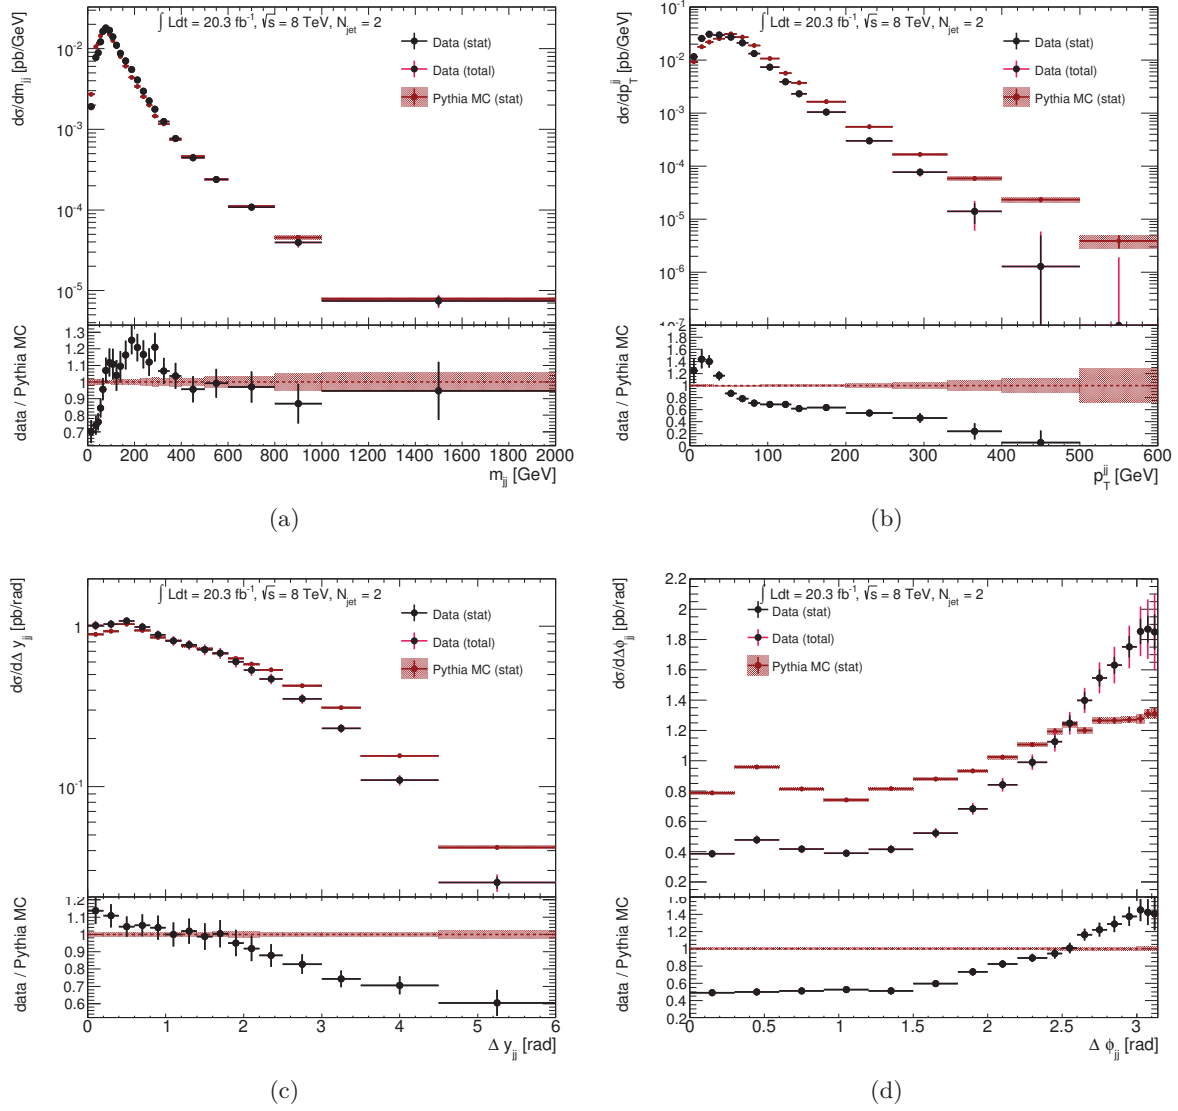 ∫ Ldt = 20.3 fb⁻¹, √s = 8 TeV, N_jet = 2
dσ/dm_jj [pb/GeV]
Data (stat)
Data (total)
Pythia MC (stat)
10⁻²
10⁻³
10⁻⁴
10⁻⁵
data / Pythia MC
1.3
1.2
1.1
1
0.9
0.8
0.7
0 200 400 600 800 1000 1200 1400 1600 1800 2000
m_jj [GeV]
(a)
∫ Ldt = 20.3 fb⁻¹, √s = 8 TeV, N_jet = 2
dσ/dp_T^jj [pb/GeV]
Data (stat)
Data (total)
Pythia MC (stat)
10⁻¹
10⁻²
10⁻³
10⁻⁴
10⁻⁵
10⁻⁶
10⁻⁷
data / Pythia MC
2
1.8
1.6
1.4
1.2
1
0.8
0.6
0.4
0.2
0
0 100 200 300 400 500 600
p_T^jj [GeV]
(b)
∫ Ldt = 20.3 fb⁻¹, √s = 8 TeV, N_jet = 2
dσ/dΔ y_jj [pb/rad]
Data (stat)
Data (total)
Pythia MC (stat)
1
10⁻¹
data / Pythia MC
1.2
1.1
1
0.9
0.8
0.7
0.6
0 1 2 3 4 5 6
Δ y_jj [rad]
(c)
∫ Ldt = 20.3 fb⁻¹, √s = 8 TeV, N_jet = 2
dσ/dΔϕ_jj [pb/rad]
Data (stat)
Data (total)
Pythia MC (stat)
2.2
2
1.8
1.6
1.4
1.2
1
0.8
0.6
0.4
0.2
data / Pythia MC
1.6
1.4
1.2
1
0.8
0.6
0.4
0.2
0 0.5 1 1.5 2 2.5 3
Δ ϕ_jj [rad]
(d)